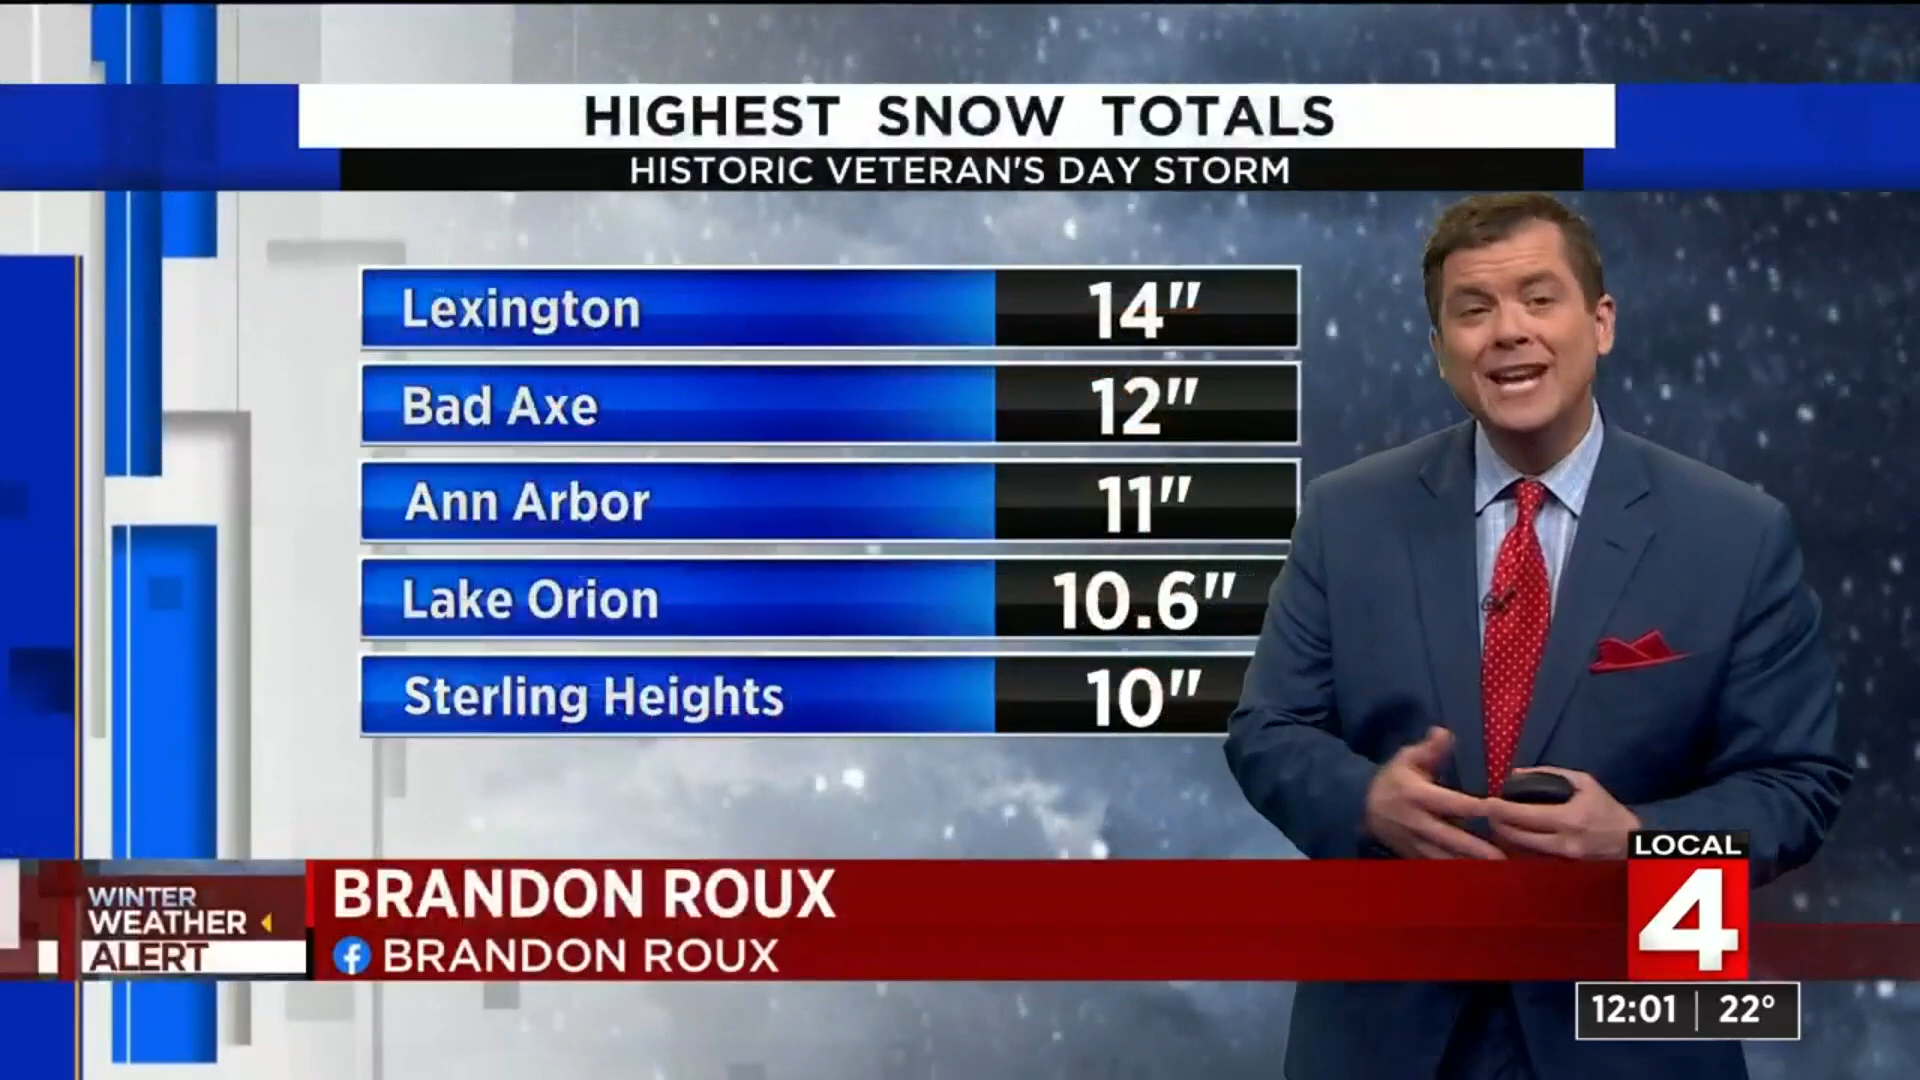 HIGHEST SNOW TOTALS
HISTORIC VETERAN'S DAY STORM
Lexington 14"
Bad Axe 12"
Ann Arbor 11"
Lake Orion 10.6"
Sterling Heights 10"
WINTER
WEATHER
ALERT
BRANDON ROUX
BRANDON ROUX
LOCAL
4
12:01 22°